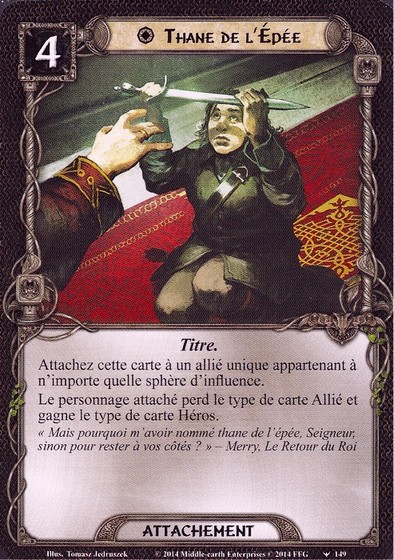 4
Thane de l'Épée
Titre.
Attachez cette carte à un allié unique appartenant à
n'importe quelle sphère d'influence.
Le personnage attaché perd le type de carte Allié et
gagne le type de carte Héros.
« Mais pourquoi m'avoir nommé thane de l'épée, Seigneur,
sinon pour rester à vos côtés ? » – Merry, Le Retour du Roi
Attachement
Illus. Tomasz Jedruszek © 2014 Middle-earth Enterprises © 2014 FFG 149